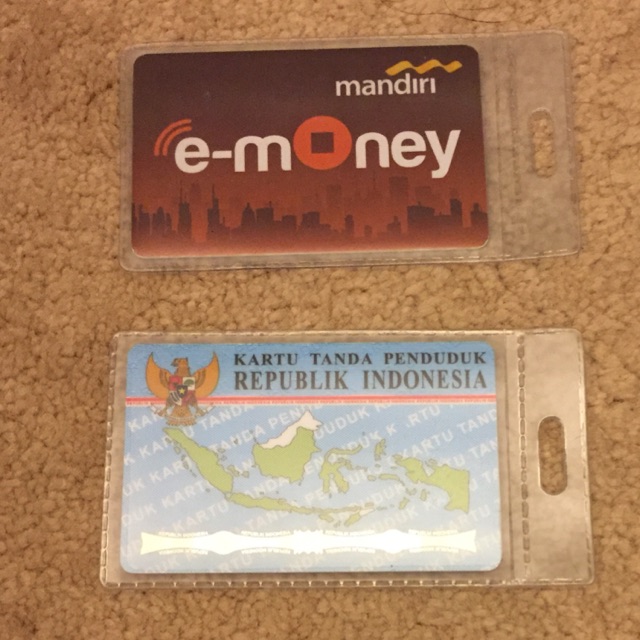 mandiri
e-money
KARTU TANDA PENDUDUK
REPUBLIK INDONESIA